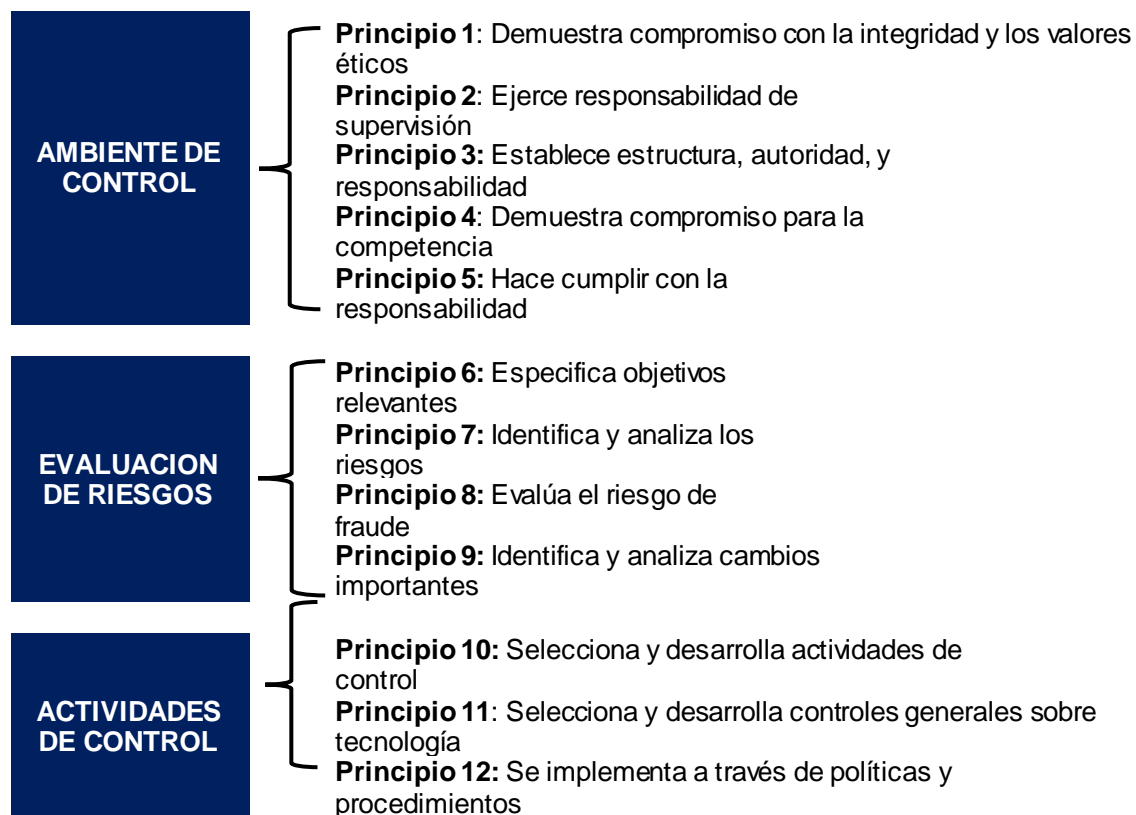 AMBIENTE DE
CONTROL
Principio 1: Demuestra compromiso con la integridad y los valores
éticos
Principio 2: Ejerce responsabilidad de
supervisión
Principio 3: Establece estructura, autoridad, y
responsabilidad
Principio 4: Demuestra compromiso para la
competencia
Principio 5: Hace cumplir con la
responsabilidad
EVALUACION
DE RIESGOS
Principio 6: Especifica objetivos
relevantes
Principio 7: Identifica y analiza los
riesgos
Principio 8: Evalúa el riesgo de
fraude
Principio 9: Identifica y analiza cambios
importantes
ACTIVIDADES
DE CONTROL
Principio 10: Selecciona y desarrolla actividades de
control
Principio 11: Selecciona y desarrolla controles generales sobre
tecnología
Principio 12: Se implementa a través de políticas y
procedimientos